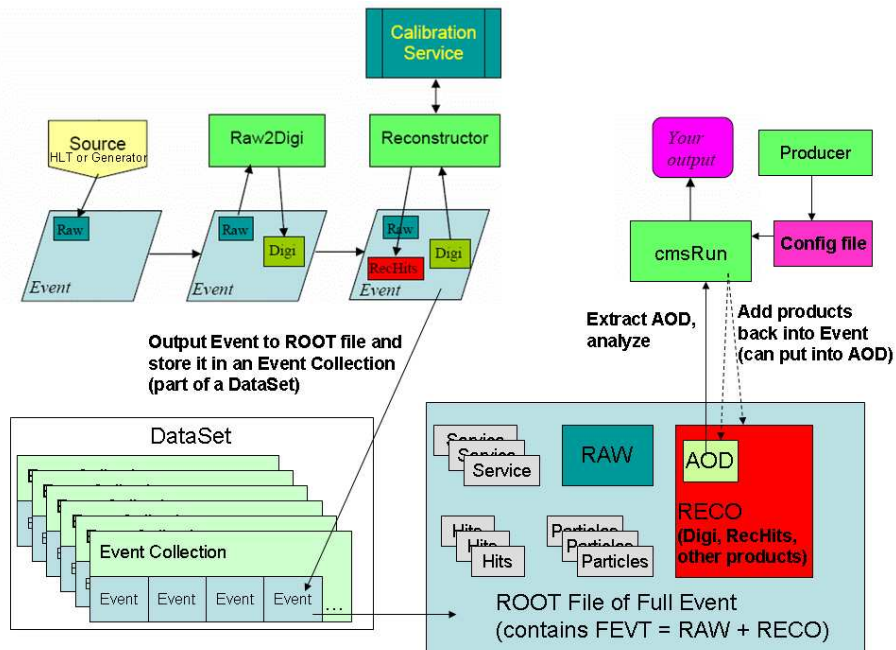 Calibration
Service
Source
HLT or Generator
Raw2Digi
Reconstructor
Raw
Event
Raw
Digi
Event
Raw
RecHits
Digi
Event
Your
output
Producer
cmsRun
Config file
Extract AOD,
analyze
Add products
back into Event
(can put into AOD)
Output Event to ROOT file and
store it in an Event Collection
(part of a DataSet)
DataSet
Event Collection
Event Event Event Event ...
Service
Service
Service
RAW
AOD
RECO
(Digi, RecHits,
other products)
Hits
Hits
Hits
Particles
Particles
Particles
ROOT File of Full Event
(contains FEVT = RAW + RECO)